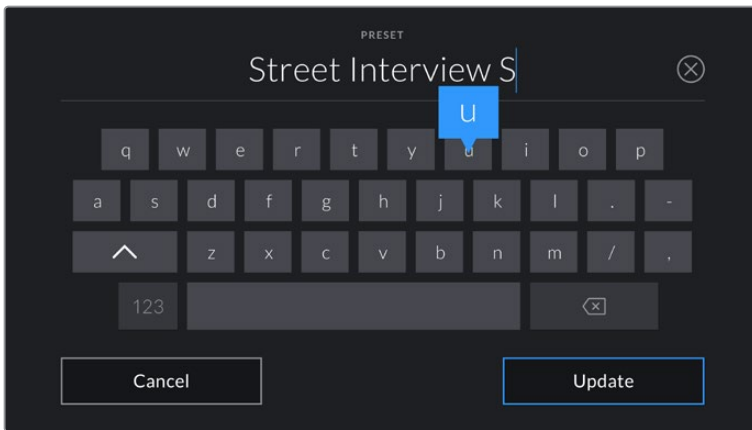 PRESET
Street Interview S
u
q w e r t y u i o p
a s d f g h j k l . -
z x c v b n m / ,
123
Cancel Update